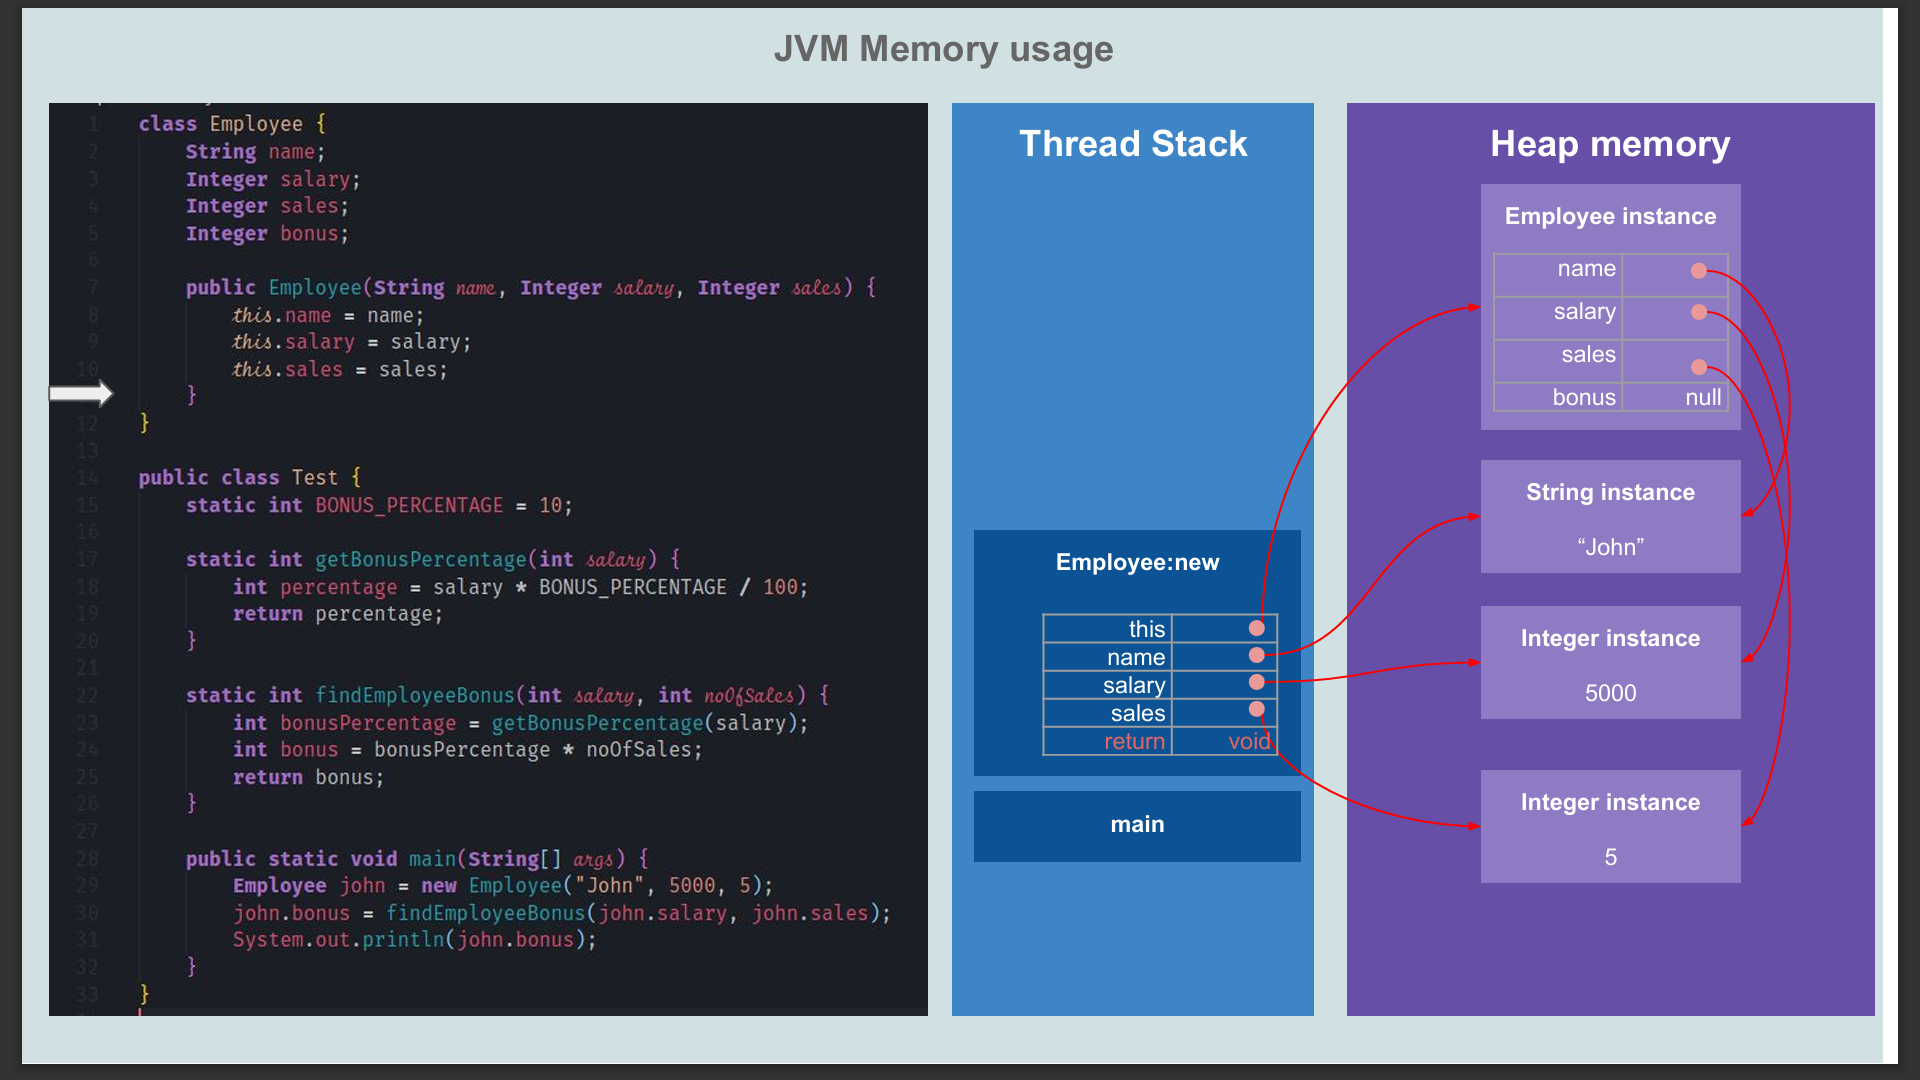 JVM Memory usage
1 class Employee {
2 String name;
3 Integer salary;
4 Integer sales;
5 Integer bonus;
6
7 public Employee(String name, Integer salary, Integer sales) {
8 this.name = name;
9 this.salary = salary;
10 this.sales = sales;
}
12 }
13
14 public class Test {
15 static int BONUS_PERCENTAGE = 10;
16
17 static int getBonusPercentage(int salary) {
18 int percentage = salary * BONUS_PERCENTAGE / 100;
19 return percentage;
20 }
21
22 static int findEmployeeBonus(int salary, int noOfSales) {
23 int bonusPercentage = getBonusPercentage(salary);
24 int bonus = bonusPercentage * noOfSales;
25 return bonus;
26 }
27
28 public static void main(String[] args) {
29 Employee john = new Employee("John", 5000, 5);
30 john.bonus = findEmployeeBonus(john.salary, john.sales);
31 System.out.println(john.bonus);
32 }
33 }
Thread Stack
Employee:new
this
name
salary
sales
return void
main
Heap memory
Employee instance
name
salary
sales
bonus null
String instance
“John”
Integer instance
5000
Integer instance
5